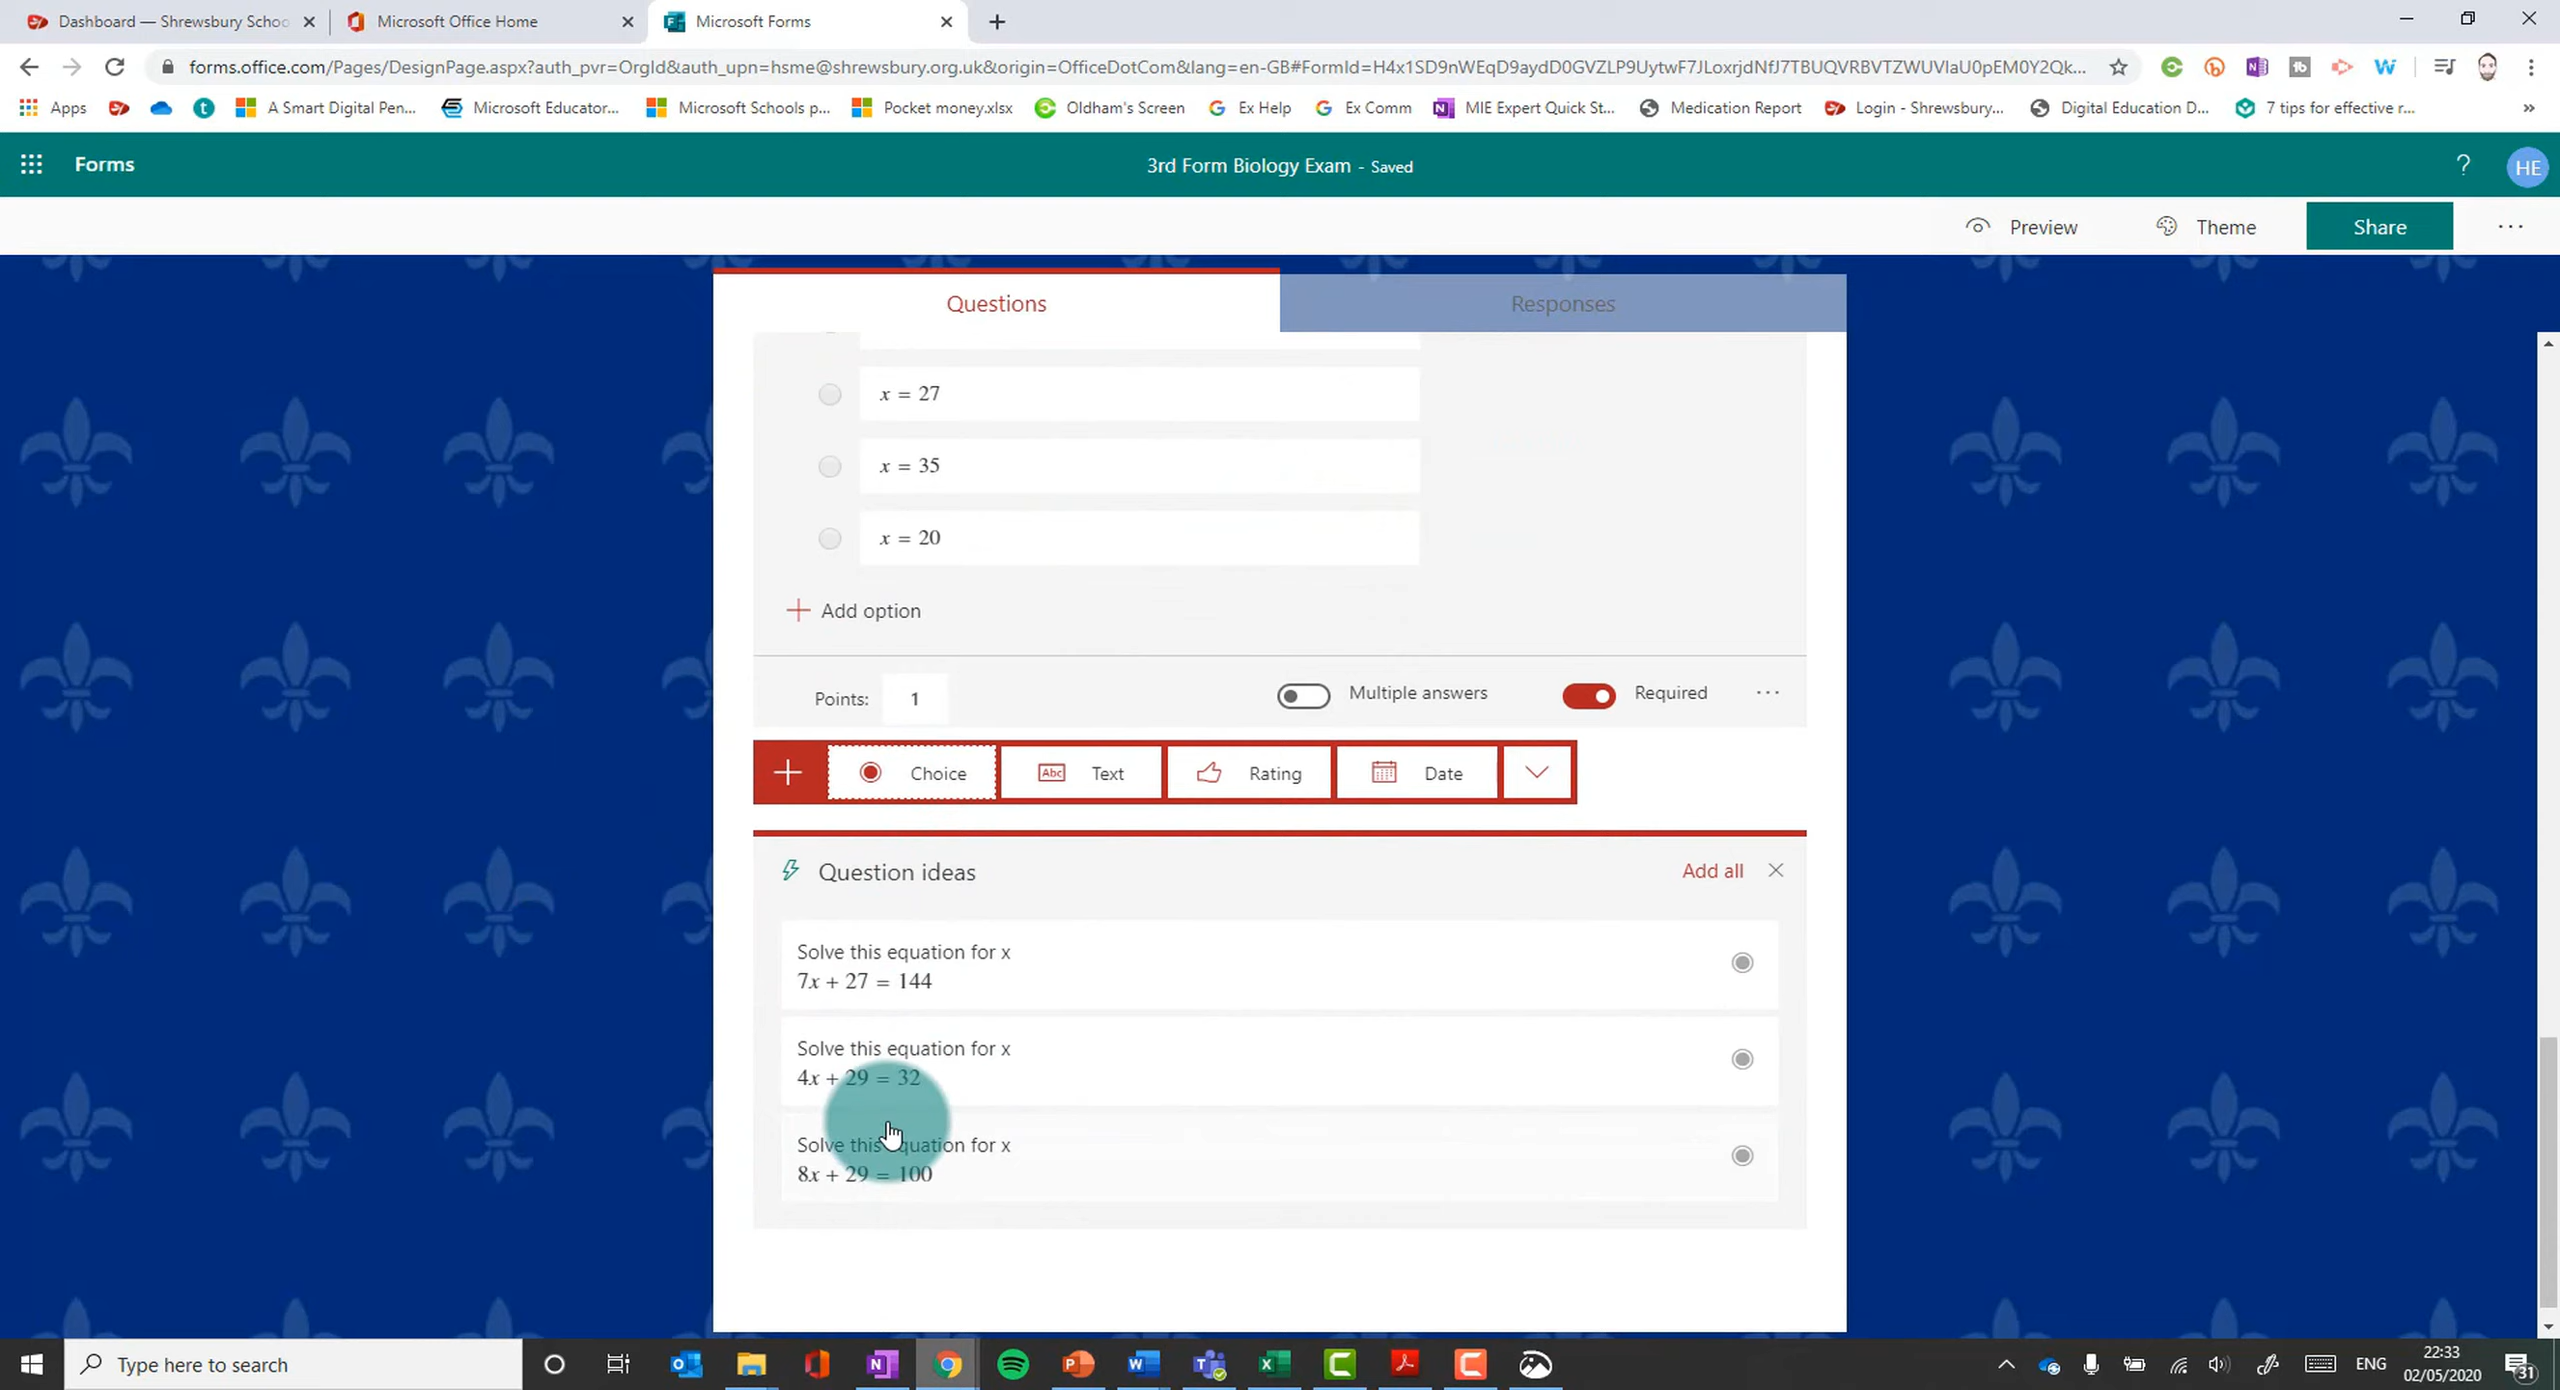 Dashboard — Shrewsbury Schoo
Microsoft Office Home
Microsoft Forms
forms.office.com/Pages/DesignPage.aspx?auth_pvr=OrgId&auth_upn=hsme@shrewsbury.org.uk&origin=OfficeDotCom&lang=en-GB#FormId=H4x1SD9nWEqD9aydD0GVZLP9UytwF7JLoxrjdNfJ7TBUQVRBVTZWUVIaU0pEM0Y2Qk...
Apps
A Smart Digital Pen...
Microsoft Educator...
Microsoft Schools p...
Pocket money.xlsx
Oldham's Screen
Ex Help
Ex Comm
MIE Expert Quick St...
Medication Report
Login - Shrewsbury...
Digital Education D...
7 tips for effective r...
»
Forms
3rd Form Biology Exam - Saved
?
HE
Preview
Theme
Share
Questions
Responses
x = 27
x = 35
x = 20
Add option
Points: 1
Multiple answers
Required
Choice
Abc Text
Rating
Date
Question ideas
Add all
Solve this equation for x
7x + 27 = 144
Solve this equation for x
4x + 29 = 32
Solve this equation for x
8x + 29 = 100
Type here to search
ENG
22:33
02/05/2020
31